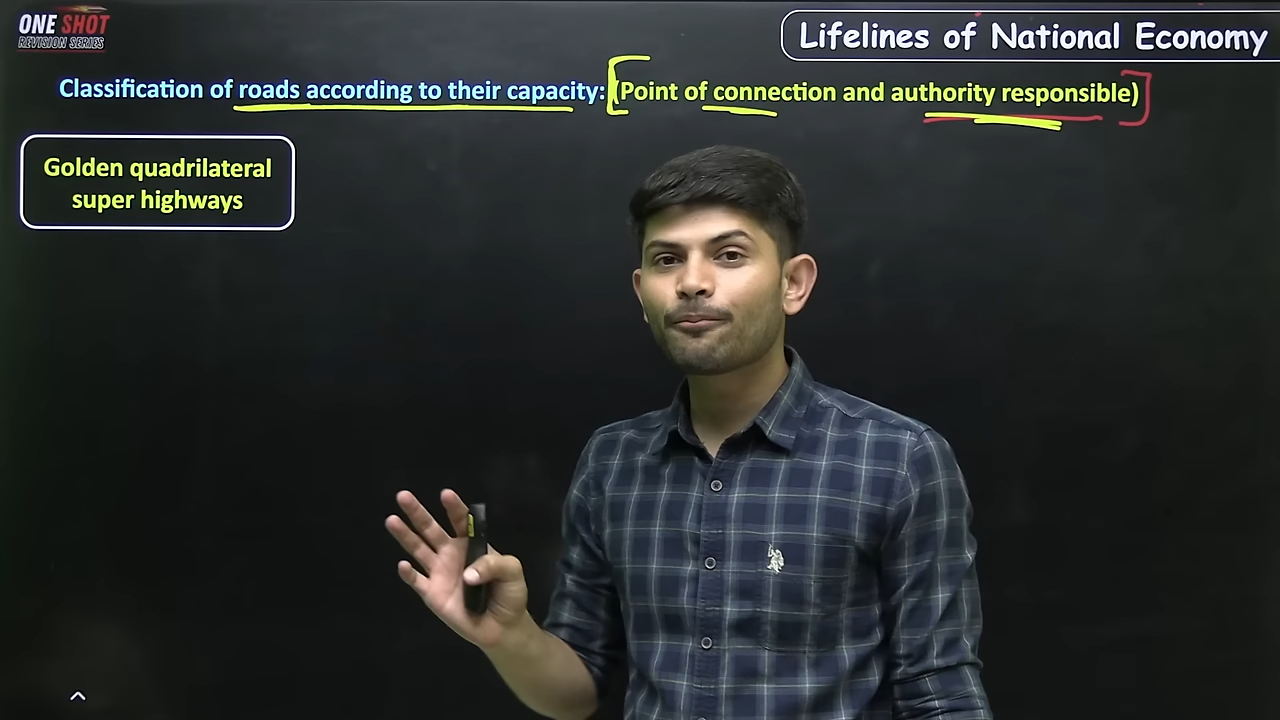 ONE SHOT
REVISION SERIES
Lifelines of National Economy
Classification of roads according to their capacity: (Point of connection and authority responsible)
Golden quadrilateral
super highways